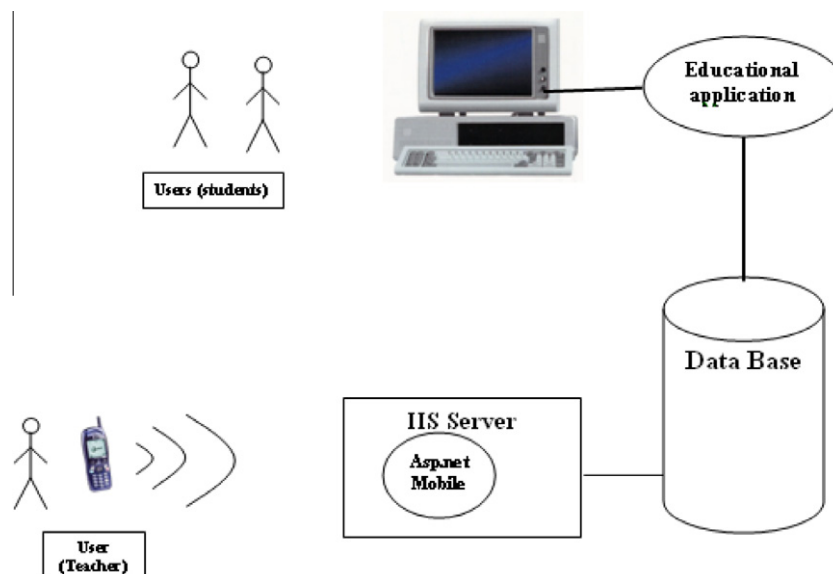 Educational
application
Users (students)
Data Base
IIS Server
Asp.net
Mobile
User
(Teacher)